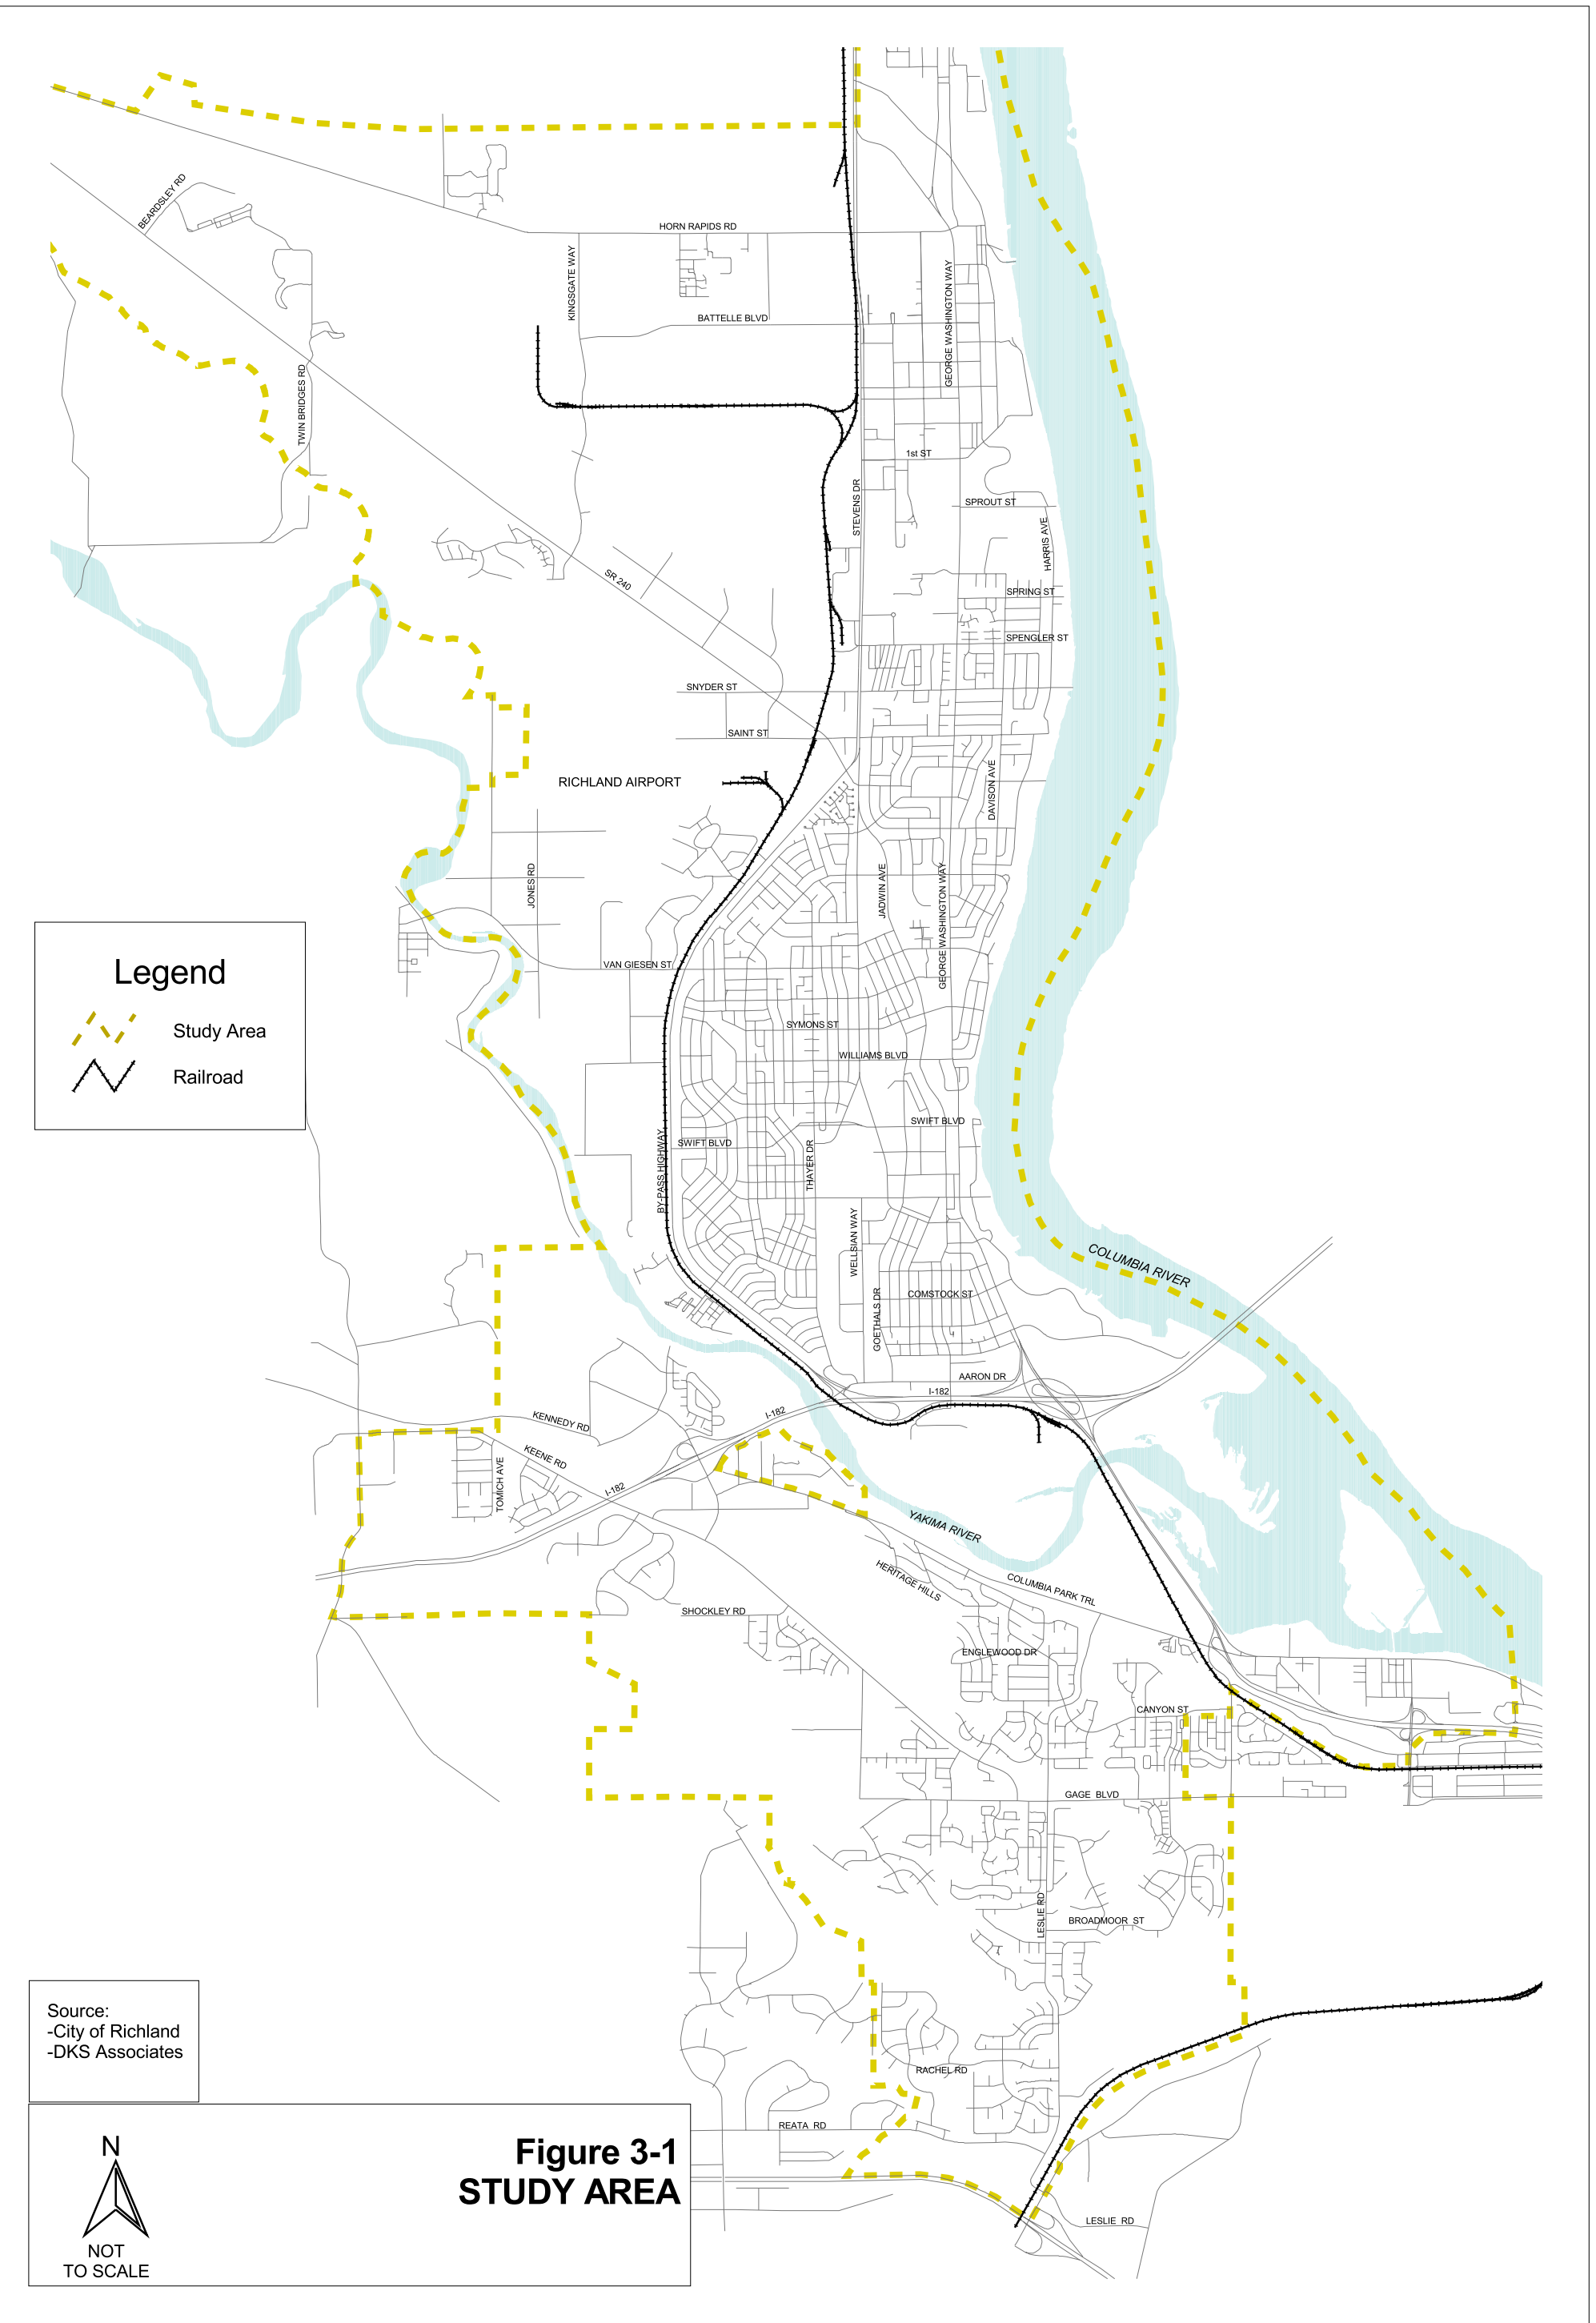 BEARDSLEY RD
HORN RAPIDS RD
KINGSGATE WAY
GEORGE WASHINGTON WAY
BATTELLE BLVD
TWIN BRIDGES RD
1st ST
STEVENS DR
SPROUT ST
HARRIS AVE
SR 240
SPRING ST
SPENGLER ST
SNYDER ST
SAINT ST
RICHLAND AIRPORT
DAVISON AVE
JONES RD
JADWIN AVE
GEORGE WASHINGTON WAY
VAN GIESEN ST
Legend
Study Area
Railroad
SYMONS ST
WILLIAMS BLVD
SWIFT BLVD
SWIFT BLVD
BY-PASS HIGHWAY
THAYER DR
WELLSIAN WAY
COLUMBIA RIVER
COMSTOCK ST
GOETHALS DR
AARON DR
I-182
I-182
KENNEDY RD
KEENE RD
TOMICH AVE
I-182
YAKIMA RIVER
HERITAGE HILLS
COLUMBIA PARK TRL
SHOCKLEY RD
ENGLEWOOD DR
CANYON ST
GAGE BLVD
LESLIE RD
BROADMOOR ST
RACHEL RD
REATA RD
LESLIE RD
Source:
-City of Richland
-DKS Associates
N
NOT
TO SCALE
Figure 3-1
STUDY AREA